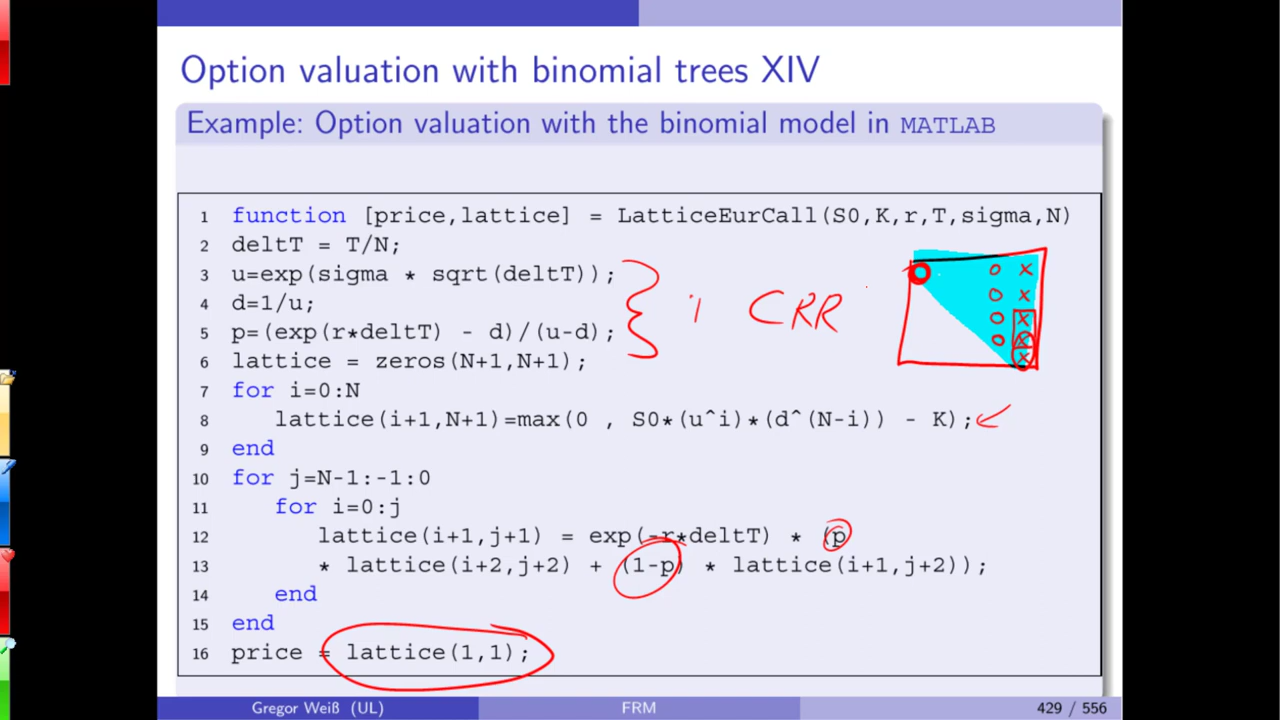 Option valuation with binomial trees XIV
Example: Option valuation with the binomial model in MATLAB
1 function [price,lattice] = LatticeEurCall(S0,K,r,T,sigma,N)
2 deltT = T/N;
3 u=exp(sigma * sqrt(deltT));
4 d=1/u;
5 p=(exp(r*deltT) - d)/(u-d);
6 lattice = zeros(N+1,N+1);
7 for i=0:N
8 lattice(i+1,N+1)=max(0 , S0*(u^i)*(d^(N-i)) - K);
9 end
10 for j=N-1:-1:0
11 for i=0:j
12 lattice(i+1,j+1) = exp(-r*deltT) * (p
13 * lattice(i+2,j+2) + (1-p) * lattice(i+1,j+2));
14 end
15 end
16 price = lattice(1,1);
CRR
o x
o x
o x
o x
x
Gregor Weiß (UL) FRM 429 / 556